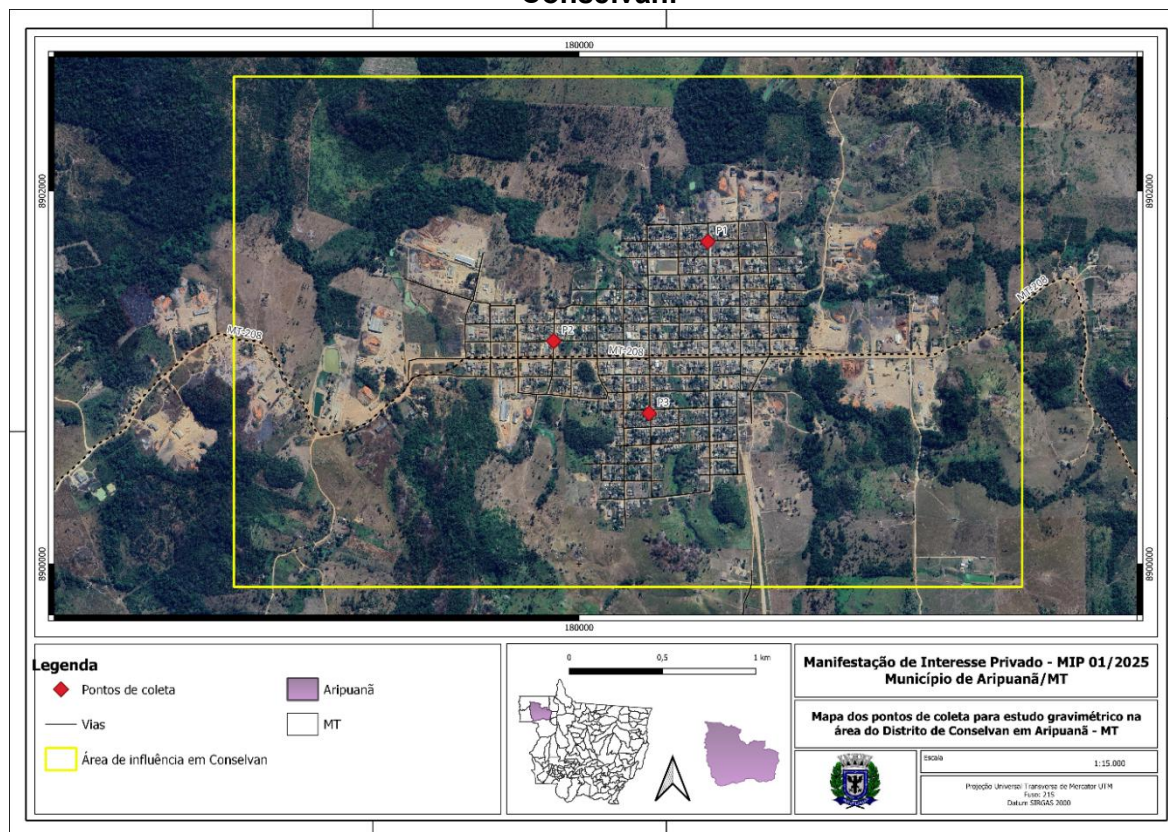 Conselvan.
180000
8902000
8902000
P1
MT-208
MT-208
P2
MT-208
P3
8900000
8900000
180000
Legenda
Pontos de coleta
Aripuanã
Vias
MT
Área de influência em Conselvan
0 0,5 1 km
Manifestação de Interesse Privado - MIP 01/2025
Município de Aripuanã/MT
Mapa dos pontos de coleta para estudo gravimétrico na
área do Distrito de Conselvan em Aripuanã - MT
Escala
1:15.000
Projeção Universal Transversa de Mercator UTM
Fuso: 21S
Datum SIRGAS 2000